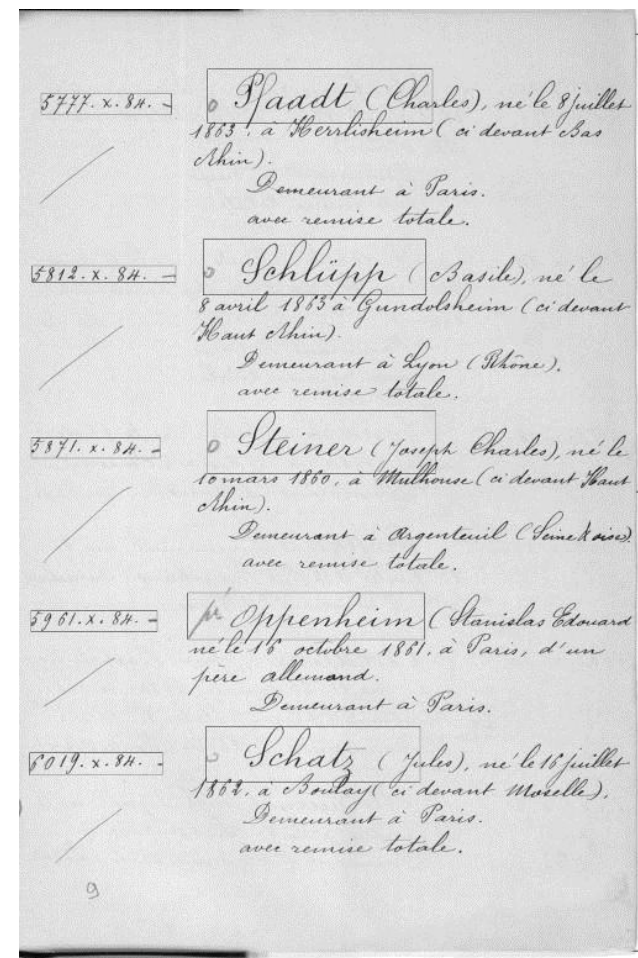 5777. x. 84. –
o Pfaadt (Charles), né le 8 juillet
1863, à Herrlisheim (ci devant Bas
Rhin).
Demeurant à Paris.
avec remise totale.
5812. x. 84. –
o Schlüpp (Basile), né le
8 avril 1863 à Gundolsheim (ci devant
Haut Rhin).
Demeurant à Lyon (Rhône).
avec remise totale.
5871. x. 84. –
o Steiner (Joseph Charles), né le
10 mars 1860, à Mulhouse (ci devant Haut
Rhin).
Demeurant à Argenteuil (Seine & oise).
avec remise totale.
5961. x. 84. –
Oppenheim (Stanislas Edouard
né le 16 octobre 1861, à Paris, d'un
père allemand.
Demeurant à Paris.
6019. x. 84. –
o Schatz (Jules), né le 16 juillet
1862, à Boulay (ci devant Moselle).
Demeurant à Paris.
avec remise totale.
9